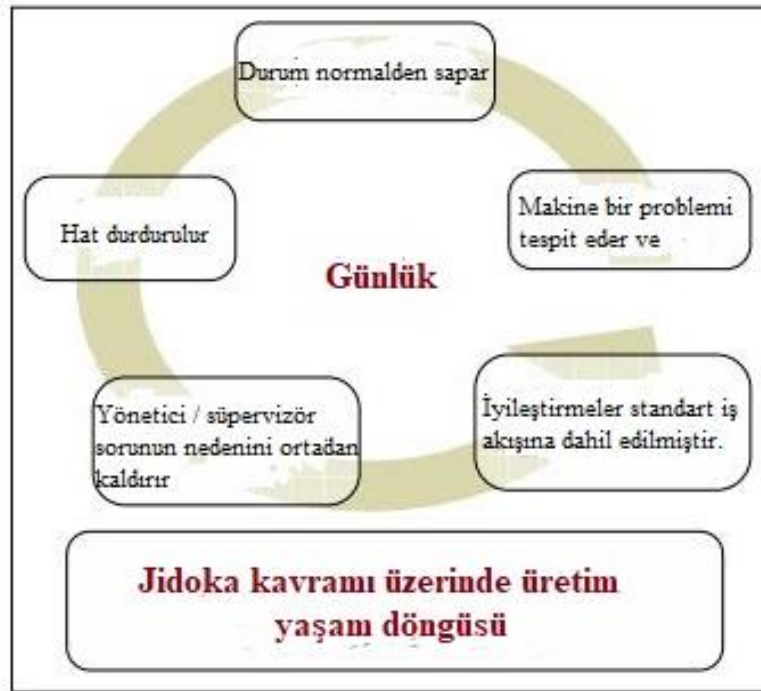 Durum normalden sapar
Makine bir problemi
tespit eder ve
Hat durdurulur
Günlük
İyileştirmeler standart iş
akışına dahil edilmiştir.
Yönetici / süpervizör
sorunun nedenini ortadan
kaldırır
Jidoka kavramı üzerinde üretim
yaşam döngüsü